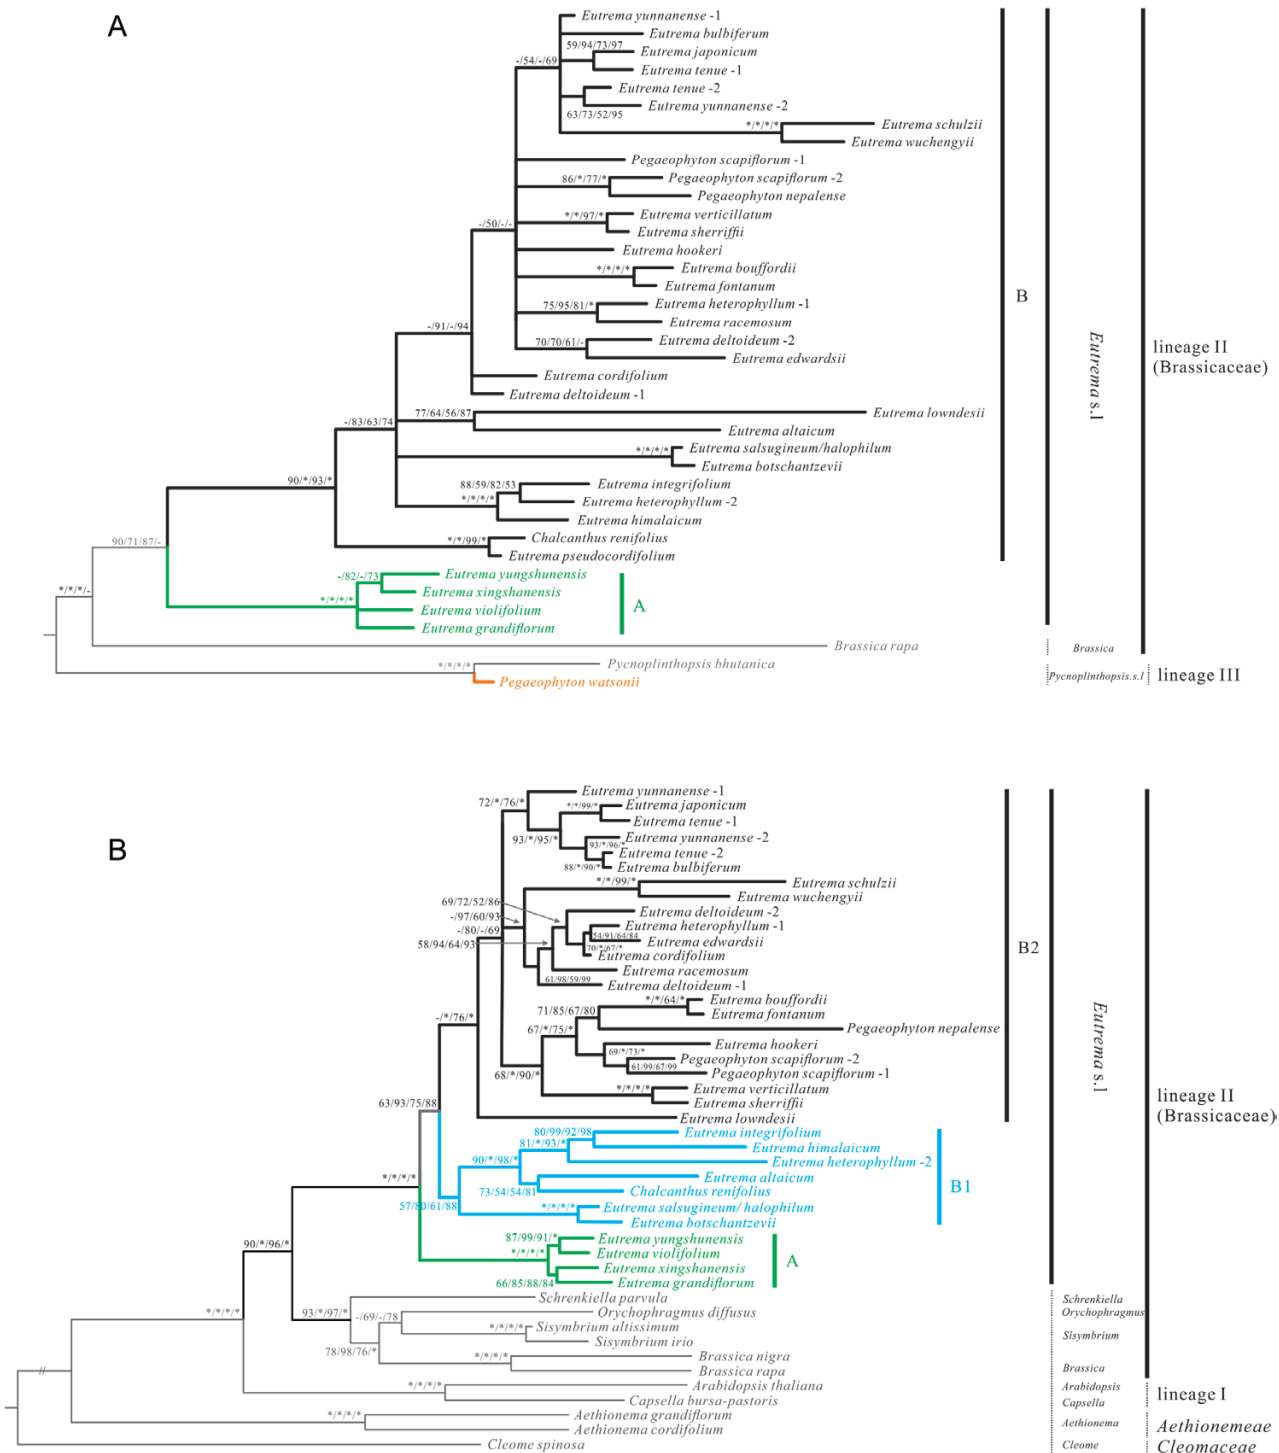 A
Eutrema yunnanense -1
Eutrema bulbiferum
59/94/73/97
Eutrema japonicum
-/54/-/69
Eutrema tenue -1
Eutrema tenue -2
Eutrema yunnanense -2
63/73/52/95
*/*/*/*
Eutrema schulzii
Eutrema wuchengyii
Pegaeophyton scapiflorum -1
86/*/77/*
Pegaeophyton scapiflorum -2
Pegaeophyton nepalense
*/*/97/*
Eutrema verticillatum
-/50/-/-
Eutrema sherriffii
Eutrema hookeri
*/*/*/*
Eutrema bouffordii
Eutrema fontanum
B
75/95/81/*
Eutrema heterophyllum -1
Eutrema racemosum
-/91/-/94
70/70/61/-
Eutrema deltoideum -2
Eutrema edwardsii
Eutrema s.l
lineage II
(Brassicaceae)
Eutrema cordifolium
Eutrema deltoideum -1
77/64/56/87
Eutrema lowndesii
-/83/63/74
Eutrema altaicum
*/*/*/*
Eutrema salsugineum/halophilum
Eutrema botschantzevii
90/*/93/*
88/59/82/53
Eutrema integrifolium
*/*/*/*
Eutrema heterophyllum -2
Eutrema himalaicum
*/*/99/*
Chalcanthus renifolius
90/71/87/-
Eutrema pseudocordifolium
-/82/-/73
Eutrema yungshunensis
*/*/*/-
Eutrema xingshanensis
*/*/*/*
A
Eutrema violifolium
Eutrema grandiflorum
Brassica rapa
Brassica
*/*/*/*
Pycnoplinthopsis bhutanica
Pegaeophyton watsonii
Pycnoplinthopsis.s.l
lineage III
B
Eutrema yunnanense -1
72/*/76/*
*/*/99/*
Eutrema japonicum
Eutrema tenue -1
93/*/95/*
Eutrema yunnanense -2
93/*/96/*
Eutrema tenue -2
88/*/90/*
Eutrema bulbiferum
*/*/99/*
Eutrema schulzii
Eutrema wuchengyii
69/72/52/86
Eutrema deltoideum -2
-/97/60/93
Eutrema heterophyllum -1
-/80/-/69
54/91/64/84
Eutrema edwardsii
58/94/64/93
70/*/67/*
Eutrema cordifolium
B2
Eutrema racemosum
61/98/59/99
Eutrema deltoideum -1
*/*/64/*
Eutrema bouffordii
71/85/67/80
Eutrema fontanum
-/*/76/*
67/*/75/*
Pegaeophyton nepalense
Eutrema hookeri
69/*/73/*
Pegaeophyton scapiflorum -2
61/99/67/99
Pegaeophyton scapiflorum -1
68/*/90/*
*/*/*/*
Eutrema verticillatum
Eutrema sherriffii
Eutrema s.l
lineage II
(Brassicaceae)
63/93/75/88
Eutrema lowndesii
80/99/92/98
Eutrema integrifolium
81/*/93/*
Eutrema himalaicum
90/*/98/*
Eutrema heterophyllum -2
*/*/*/*
Eutrema altaicum
73/54/54/81
Chalcanthus renifolius
B1
57/80/61/88
*/*/*/*
Eutrema salsugineum/ halophilum
Eutrema botschantzevii
87/99/91/*
Eutrema yungshunensis
90/*/96/*
*/*/*/*
Eutrema violifolium
A
Eutrema xingshanensis
66/85/88/84
Eutrema grandiflorum
Schrenkiella parvula
Schrenkiella
*/*/*/*
93/*/97/*
-/69/-/78
Orychophragmus diffusus
Orychophragmus
*/*/*/*
Sisymbrium altissimum
Sisymbrium
Sisymbrium irio
78/98/76/*
*/*/*/*
Brassica nigra
Brassica
Brassica rapa
//
*/*/*/*
Arabidopsis thaliana
Arabidopsis
lineage I
Capsella bursa-pastoris
Capsella
*/*/*/*
Aethionema grandiflorum
Aethionema
Aethionemeae
Aethionema cordifolium
Cleome spinosa
Cleome
Cleomaceae